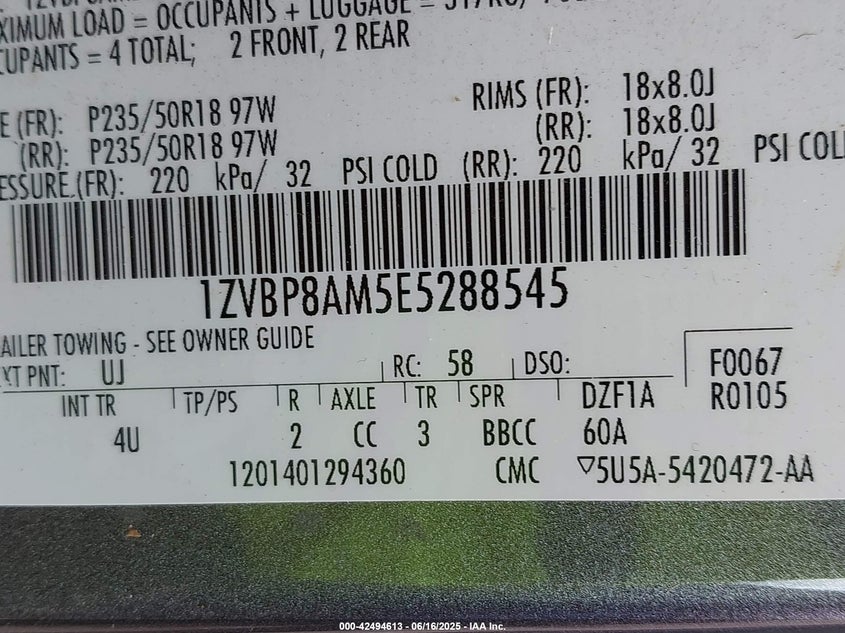 XIMUM LOAD = OCCUPANTS + LUGGAGE =
CUPANTS = 4 TOTAL; 2 FRONT, 2 REAR
E (FR): P235/50R18 97W RIMS (FR): 18x8.0J
(RR): P235/50R18 97W (RR): 18x8.0J
ESSURE.(FR): 220 kPa/ 32 PSI COLD (RR): 220 kPa/ 32 PSI COL
1ZVBP8AM5E5288545
AILER TOWING - SEE OWNER GUIDE
XT PNT: UJ RC: 58 DSO: F0067
INT TR TP/PS R AXLE TR SPR DZF1A R0105
4U 2 CC 3 BBCC 60A
1201401294360 CMC ▽5U5A-5420472-AA
000-42494613 - 06/16/2025 - IAA Inc.